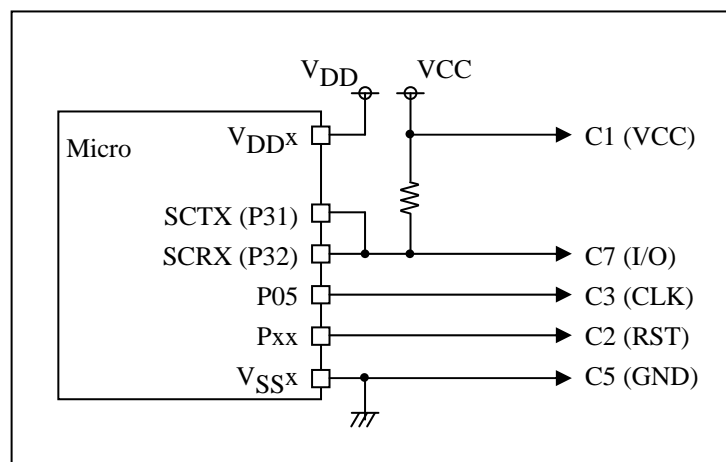 VDD VCC
VDDx C1 (VCC)
Micro
SCTX (P31)
SCRX (P32) C7 (I/O)
P05 C3 (CLK)
Pxx C2 (RST)
VSSx C5 (GND)